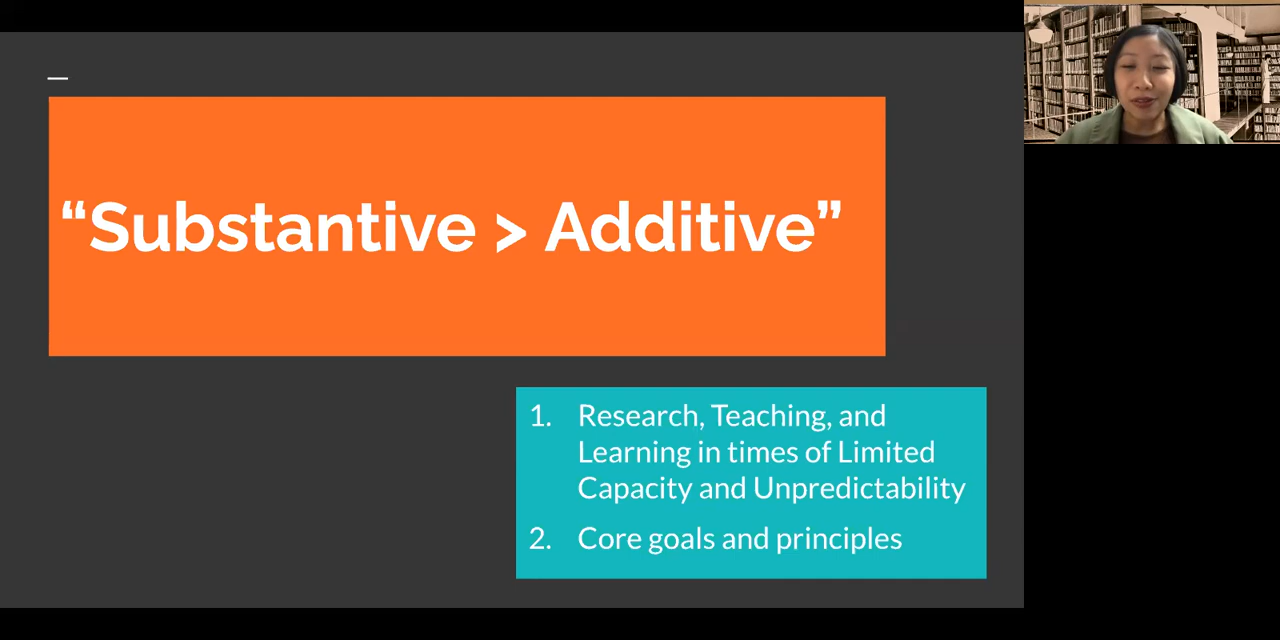 “Substantive > Additive”
1. Research, Teaching, and
Learning in times of Limited
Capacity and Unpredictability
2. Core goals and principles